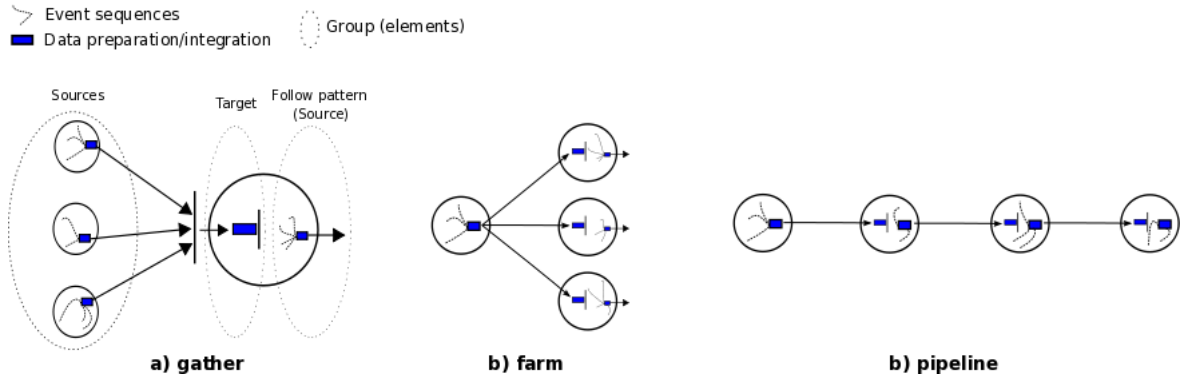 Event sequences
Data preparation/integration
Group (elements)
Sources
Target
Follow pattern
(Source)
a) gather
b) farm
b) pipeline